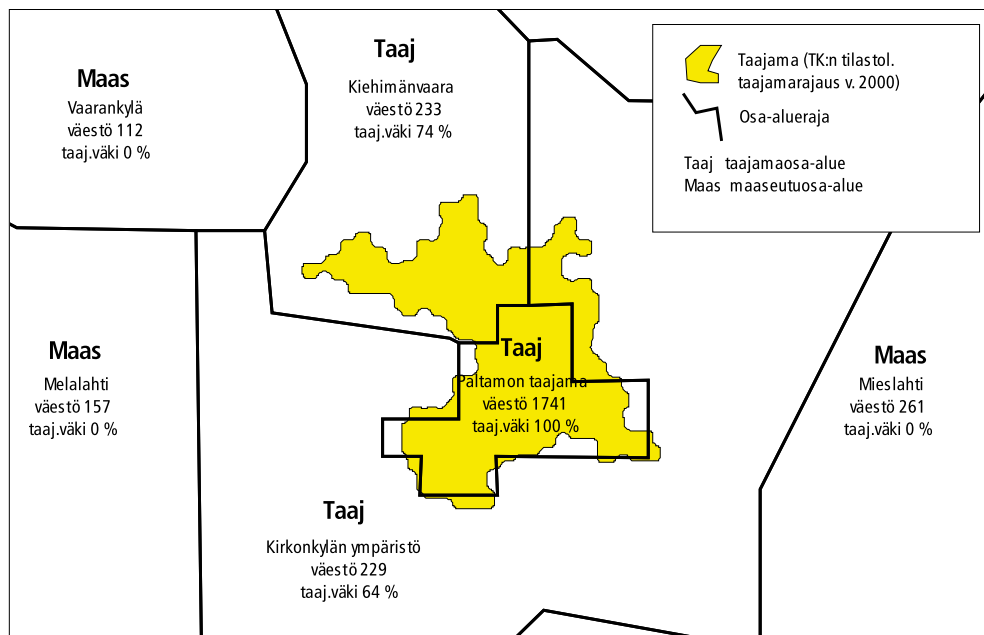 Maas
Vaarankylä
väestö 112
taaj.väki 0 %
Taaj
Kiehimänvaara
väestö 233
taaj.väki 74 %
Taajama (TK:n tilastol.
taajamarajaus v. 2000)
Osa-alueraja
Taaj taajamaosa-alue
Maas maaseutuosa-alue
Maas
Melalahti
väestö 157
taaj.väki 0 %
Taaj
Paltamon taajama
väestö 1741
taaj.väki 100 %
Maas
Mieslahti
väestö 261
taaj.väki 0 %
Taaj
Kirkonkylän ympäristö
väestö 229
taaj.väki 64 %